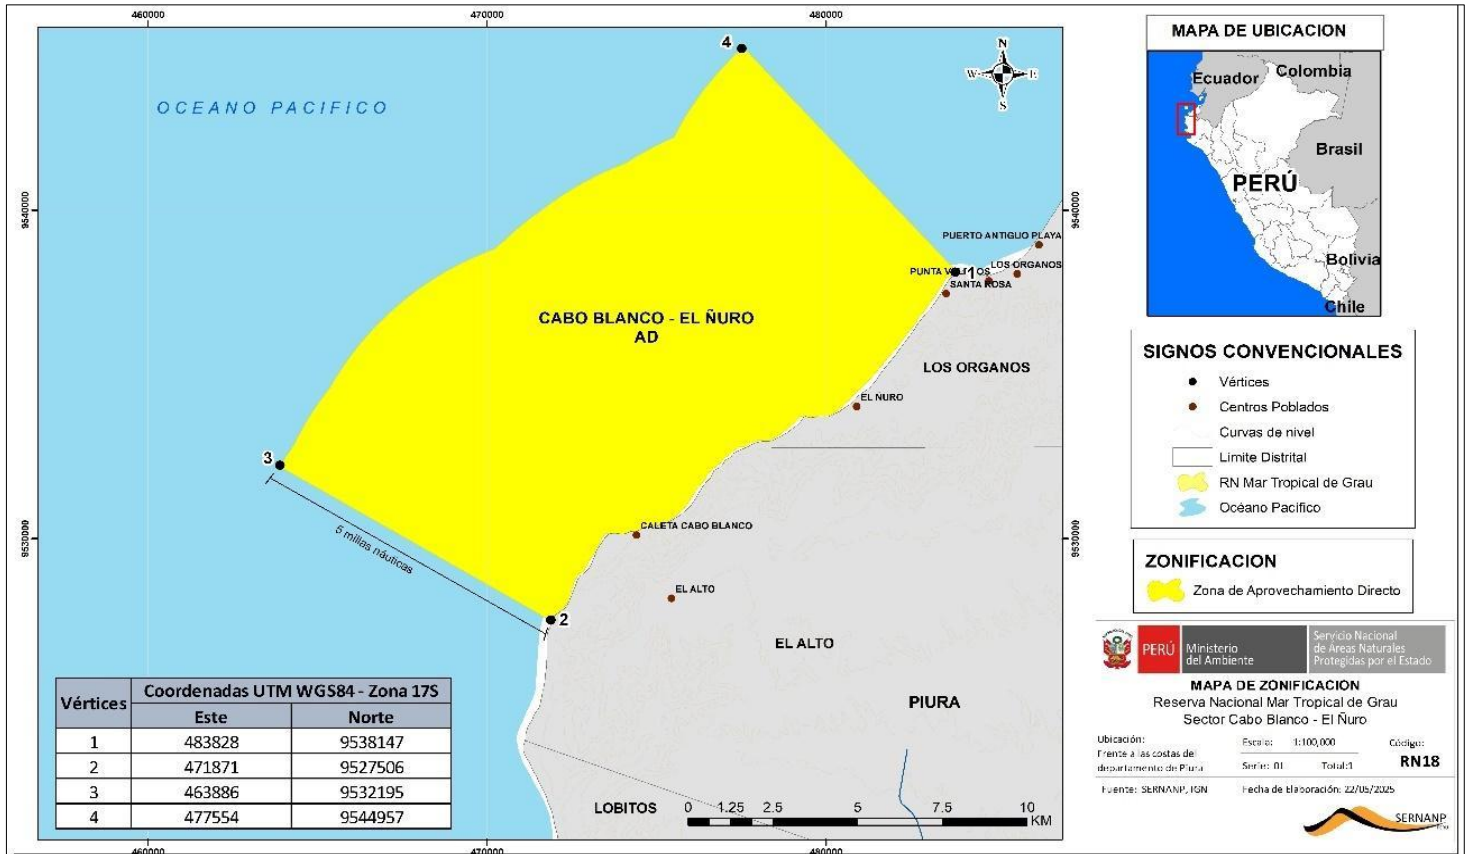 460000
470000
480000
9540000
9530000
9540000
9530000
460000
470000
480000
OCEANO PACIFICO
4
N
W
E
S
1
3
2
5 millas náuticas
CABO BLANCO - EL ÑURO
AD
PUERTO ANTIGUO PLAYA
LOS ORGANOS
PUNTA
SANTA ROSA
LOS ORGANOS
EL NURO
CALETA CABO BLANCO
EL ALTO
EL ALTO
PIURA
LOBITOS
0 1.25 2.5 5 7.5 10
KM
Vértices Coordenadas UTM WGS84 - Zona 17S
Este Norte
1 483828 9538147
2 471871 9527506
3 463886 9532195
4 477554 9544957
MAPA DE UBICACION
Ecuador
Colombia
Brasil
PERÚ
Bolivia
Chile
SIGNOS CONVENCIONALES
Vértices
Centros Poblados
Curvas de nivel
Limite Distrital
RN Mar Tropical de Grau
Océano Pacífico
ZONIFICACION
Zona de Aprovechamiento Directo
PERÚ
Ministerio
del Ambiente
Servicio Nacional
de Áreas Naturales
Protegidas por el Estado
MAPA DE ZONIFICACION
Reserva Nacional Mar Tropical de Grau
Sector Cabo Blanco - El Ñuro
Ubicación:
Frente a las costas del
departamento de Piura
Escala: 1:100,000
Serie: 01 Total:1
Código:
RN18
Fuente: SERNANP, IGN
Fecha de Elaboración: 22/05/2025
SERNANP